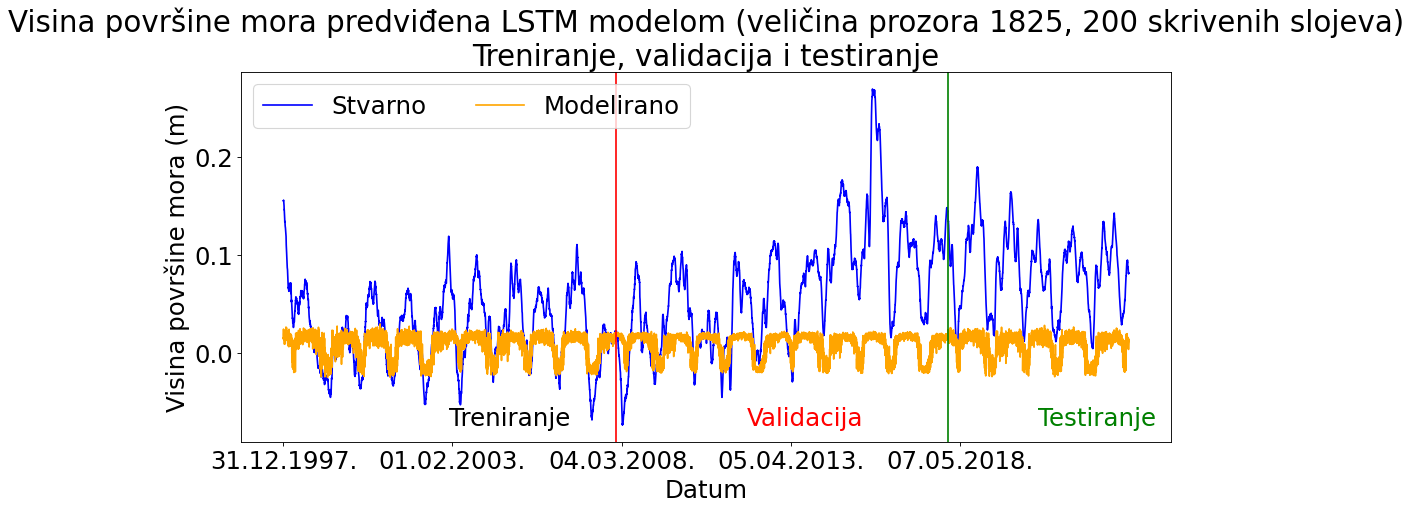 Visina površine mora predviđena LSTM modelom (veličina prozora 1825, 200 skrivenih slojeva)
Treniranje, validacija i testiranje
Stvarno
Modelirano
Visina površine mora (m)
0.2
0.1
0.0
Treniranje
Validacija
Testiranje
31.12.1997.
01.02.2003.
04.03.2008.
05.04.2013.
07.05.2018.
Datum